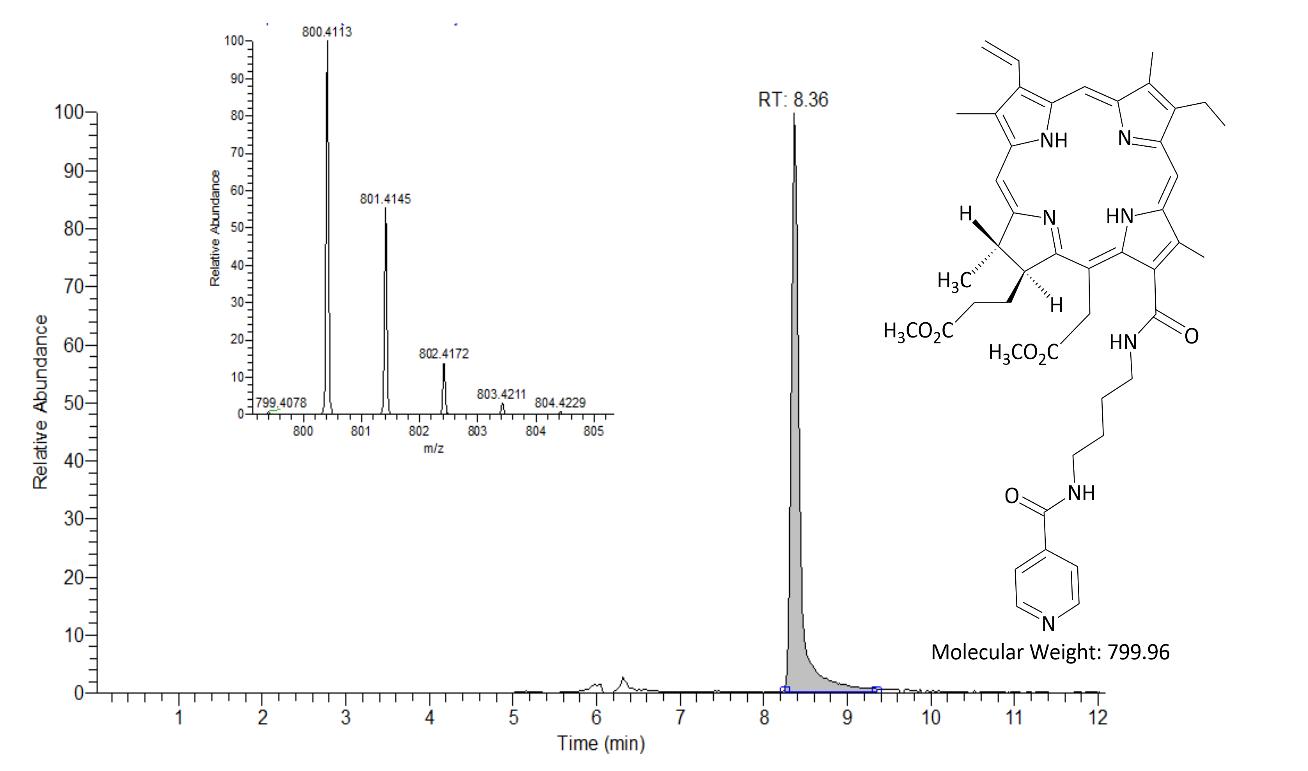 800.4113
100
90
80
70
60
50
40
30
20
10
0
Relative Abundance
801.4145
802.4172
803.4211
804.4229
799.4078
800
801
802
803
804
805
m/z
RT: 8.36
100
90
80
70
60
50
40
30
20
10
0
Relative Abundance
1
2
3
4
5
6
7
8
9
10
11
12
Time (min)
NH
N
N
HN
H
H₃C
H
H₃CO₂C
H₃CO₂C
HN
O
O
NH
N
Molecular Weight: 799.96